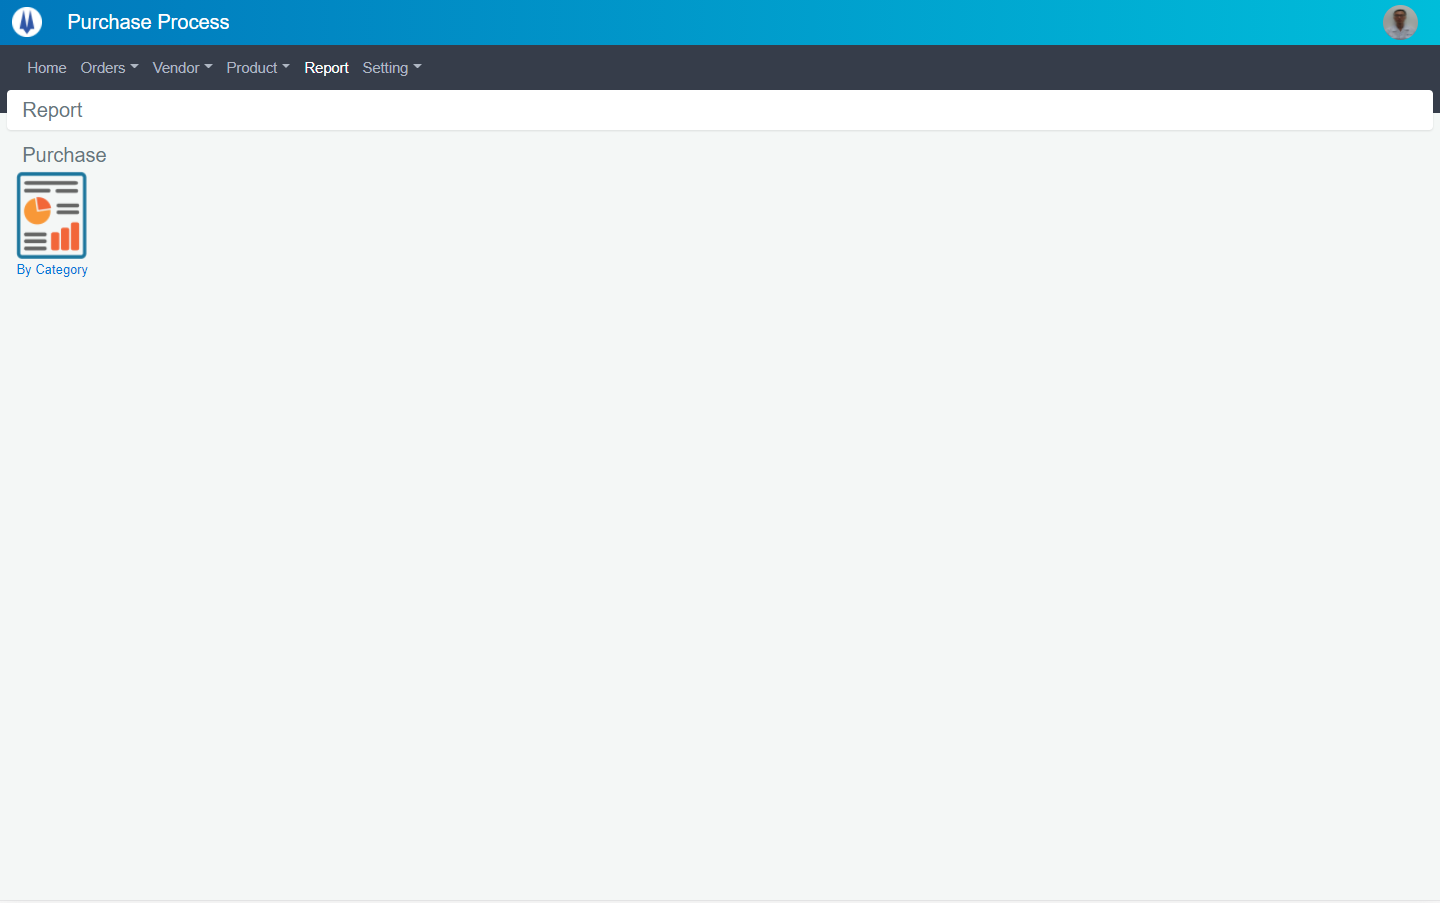 Purchase Process
Home Orders Vendor Product Report Setting
Report
Purchase
By Category